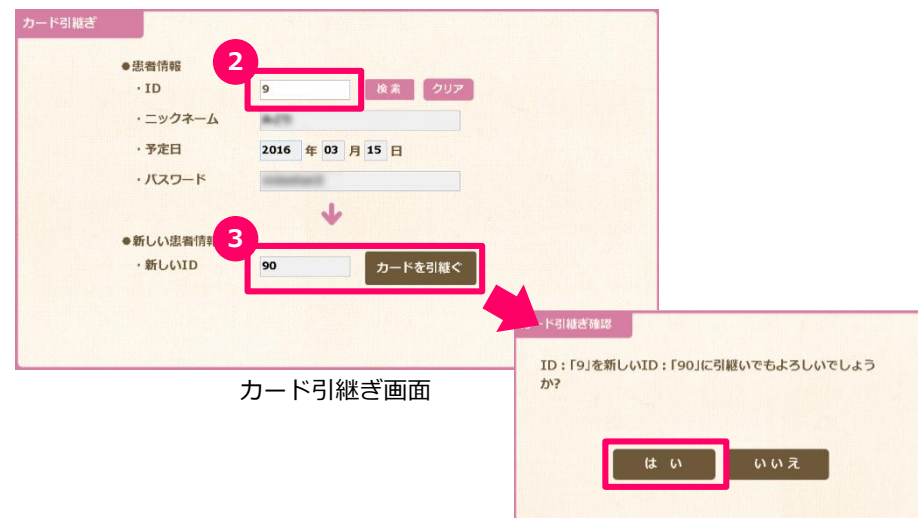 カード引継ぎ
2
●患者情報
・ID
9
検索
クリア
・ニックネーム
・予定日
2016 年 03 月 15 日
・パスワード
3
●新しい患者情報
・新しいID
90
カードを引継ぐ
カード引継ぎ画面
カード引継ぎ確認
ID：「9」を新しいID：「90」に引継いでもよろしいでしょう
か?
はい
いいえ